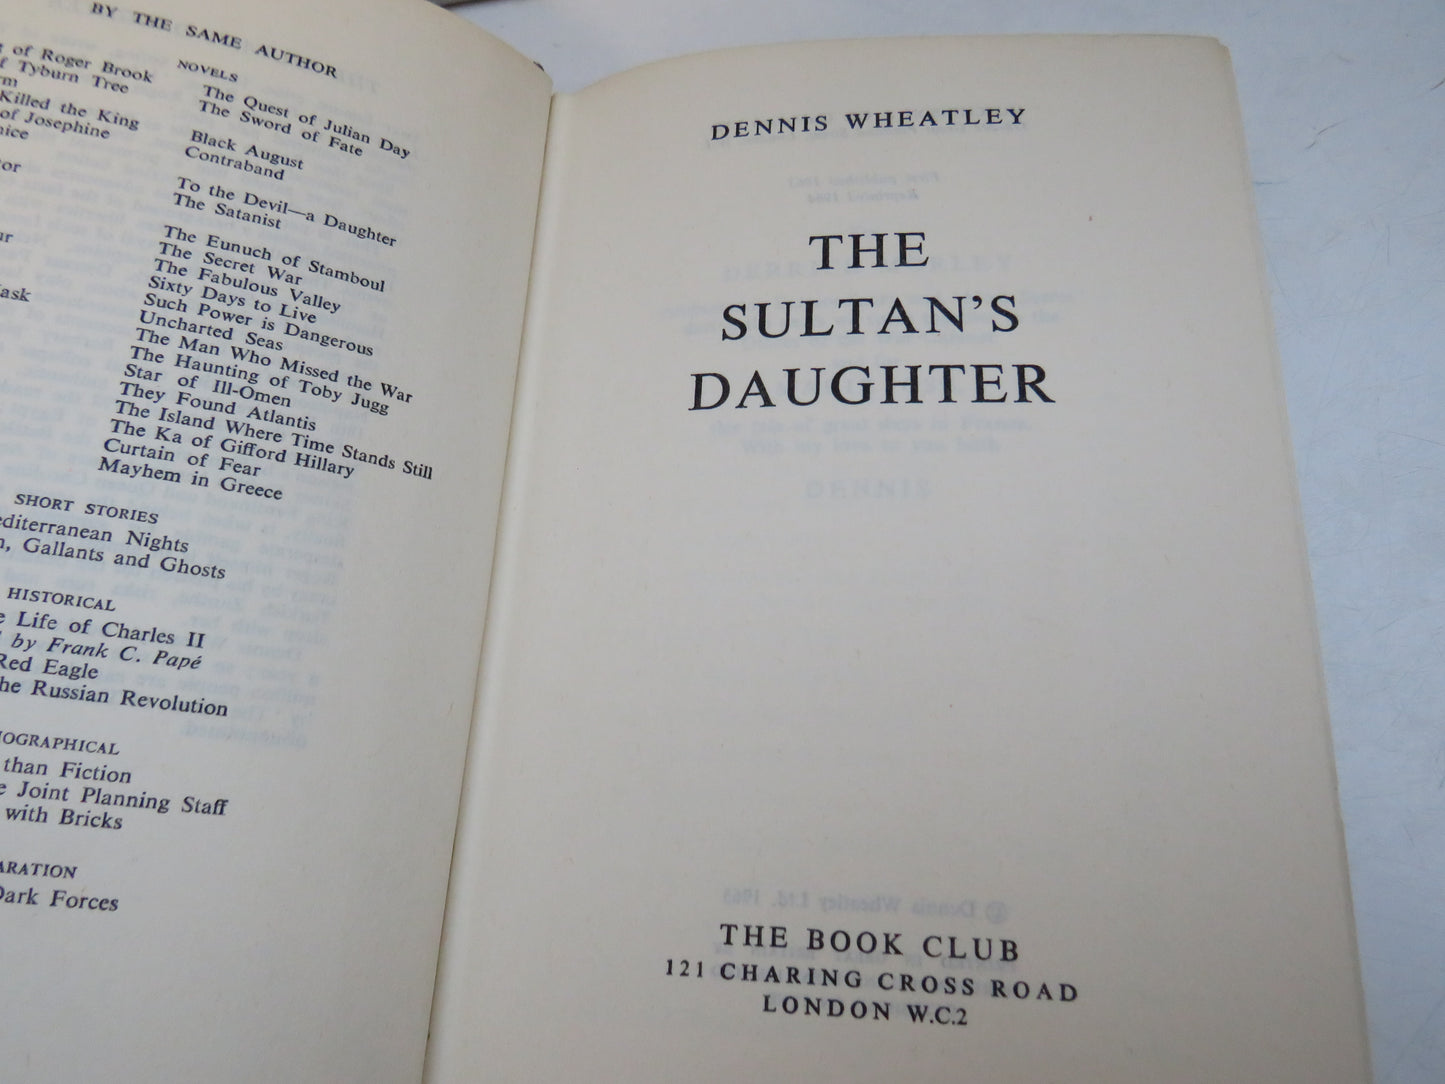 BY THE SAME AUTHOR
NOVELS
of Roger Brook
Tyburn Tree
Killed the King
of Josephine
The Quest of Julian Day
The Sword of Fate
Black August
Contraband
To the Devil—a Daughter
The Satanist
The Eunuch of Stamboul
The Secret War
The Fabulous Valley
Sixty Days to Live
Such Power is Dangerous
Uncharted Seas
The Man Who Missed the War
The Haunting of Toby Jugg
Star of Ill-Omen
They Found Atlantis
The Island Where Time Stands Still
The Ka of Gifford Hillary
Curtain of Fear
Mayhem in Greece
SHORT STORIES
editerranean Nights
, Gallants and Ghosts
HISTORICAL
Life of Charles II
by Frank C. Papé
Red Eagle
he Russian Revolution
OGRAPHICAL
than Fiction
Joint Planning Staff
with Bricks
ARATION
Dark Forces
DENNIS WHEATLEY
THE
SULTAN'S
DAUGHTER
THE BOOK CLUB
121 CHARING CROSS ROAD
LONDON W.C.2